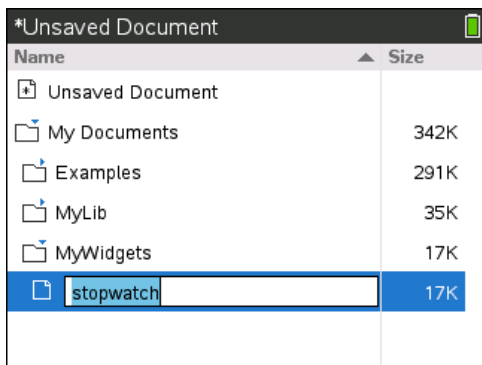 *Unsaved Document
Name Size
Unsaved Document
My Documents 342K
Examples 291K
MyLib 35K
MyWidgets 17K
stopwatch 17K